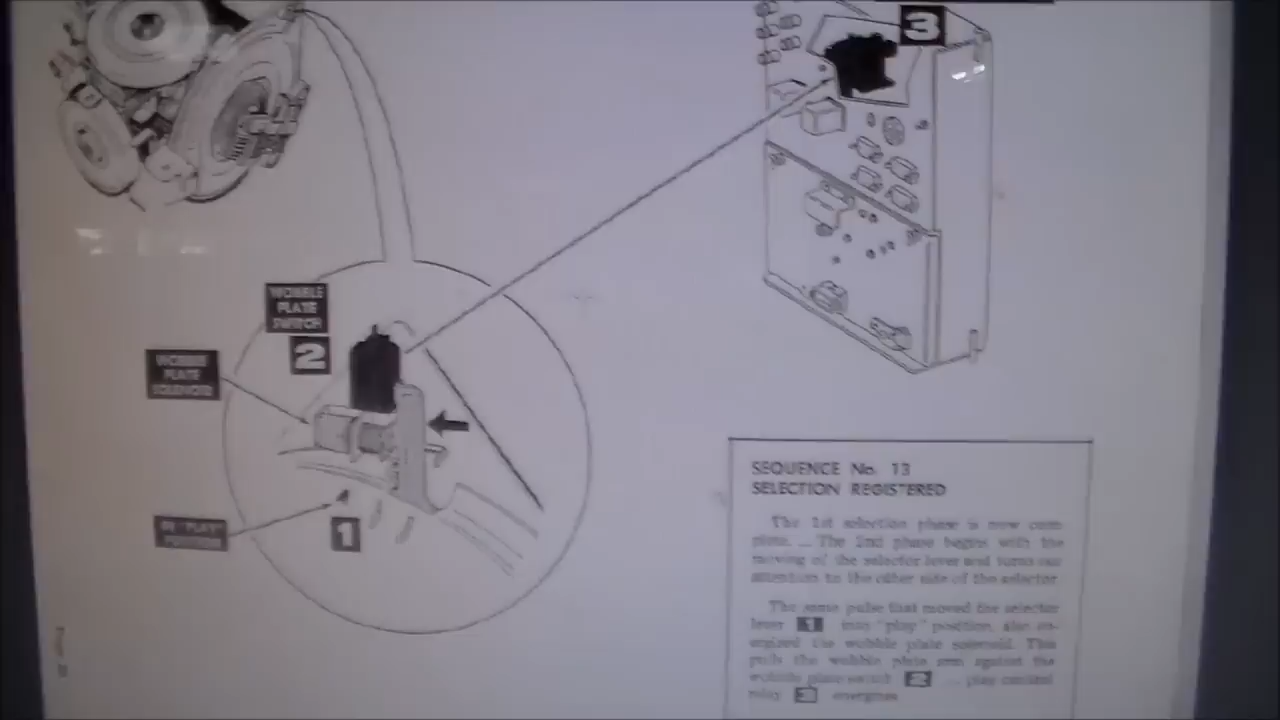 3
WOBBLE
PLATE
SWITCH
2
WOBBLE
PLATE
SOLENOID
IN "PLAY"
POSITION
1
SEQUENCE No. 13
SELECTION REGISTERED
The 1st selection phase is now com-
plete. ... The 2nd phase begins with the
moving of the selector lever and turns our
attention to the other side of the selector.
The same pulse that moved the selector
lever 1 into "play" position, also en-
ergized the wobble plate solenoid. This
pulls the wobble plate arm against the
wobble plate switch 2 ... play control
relay 3 energizes